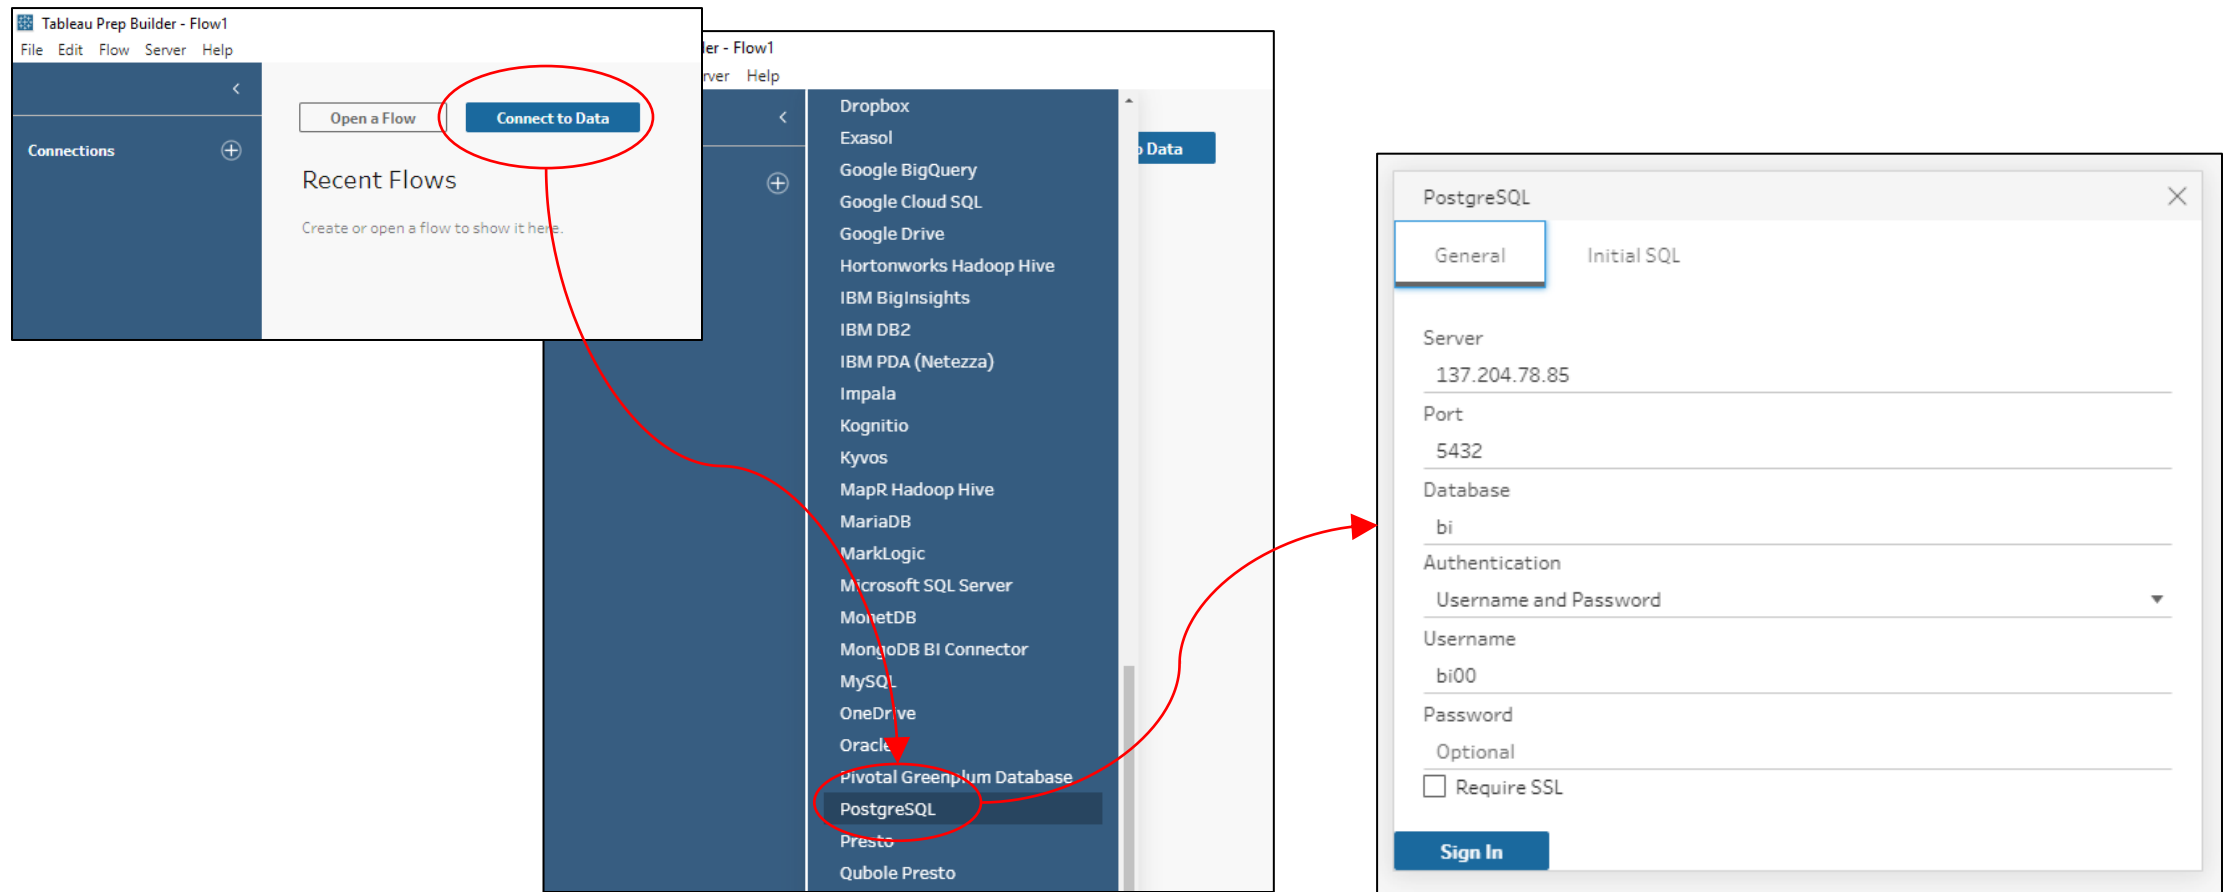 Tableau Prep Builder - Flow1
File Edit Flow Server Help
Open a Flow
Connect to Data
Connections
Recent Flows
Create or open a flow to show it here.
ler - Flow1
rver Help
Data
Dropbox
Exasol
Google BigQuery
Google Cloud SQL
Google Drive
Hortonworks Hadoop Hive
IBM BigInsights
IBM DB2
IBM PDA (Netezza)
Impala
Kognitio
Kyvos
MapR Hadoop Hive
MariaDB
MarkLogic
Microsoft SQL Server
MonetDB
MongoDB BI Connector
MySQL
OneDrive
Oracle
Pivotal Greenplum Database
PostgreSQL
Presto
Qubole Presto
PostgreSQL
General
Initial SQL
Server
137.204.78.85
Port
5432
Database
bi
Authentication
Username and Password
Username
bi00
Password
Optional
Require SSL
Sign In